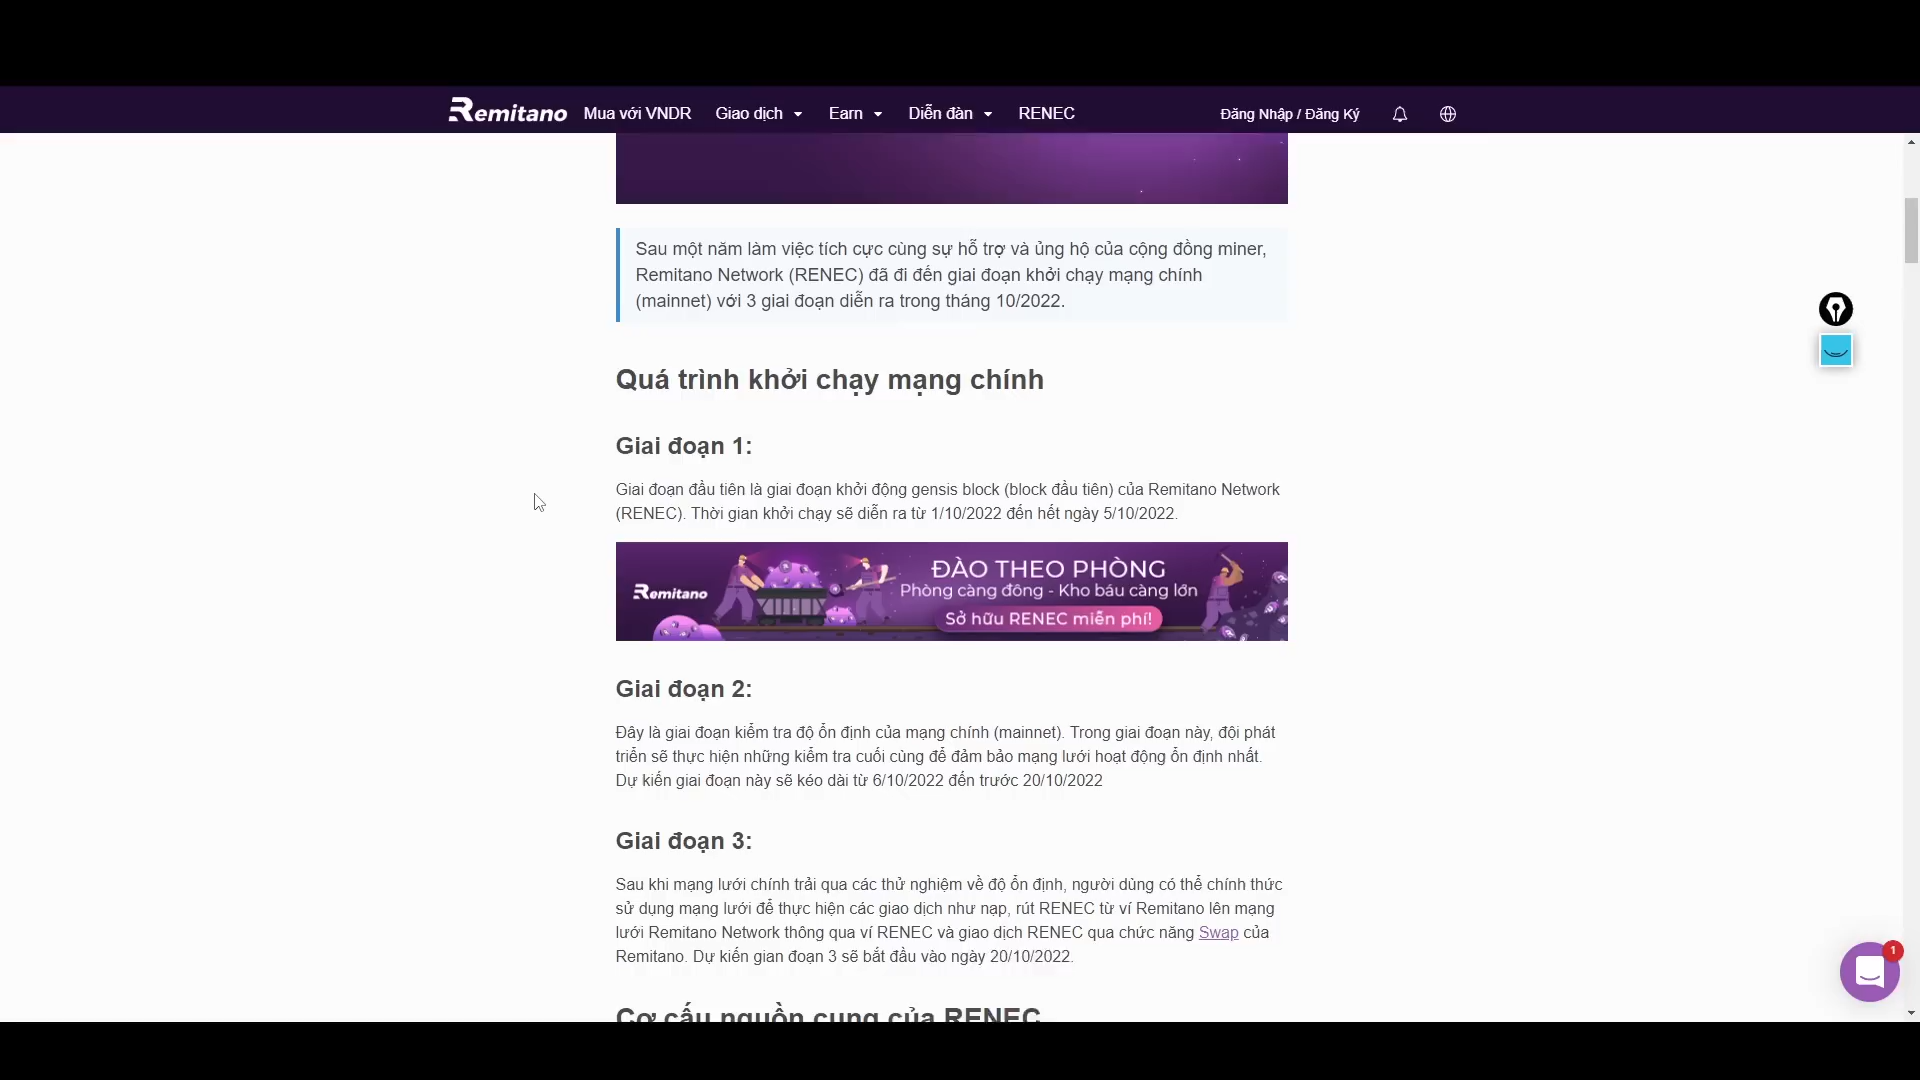 Remitano Mua với VNDR Giao dịch Earn Diễn đàn RENEC Đăng Nhập / Đăng Ký
Sau một năm làm việc tích cực cùng sự hỗ trợ và ủng hộ của cộng đồng miner,
Remitano Network (RENEC) đã đi đến giai đoạn khởi chạy mạng chính
(mainnet) với 3 giai đoạn diễn ra trong tháng 10/2022.
Quá trình khởi chạy mạng chính
Giai đoạn 1:
Giai đoạn đầu tiên là giai đoạn khởi động gensis block (block đầu tiên) của Remitano Network
(RENEC). Thời gian khởi chạy sẽ diễn ra từ 1/10/2022 đến hết ngày 5/10/2022.
Remitano
ĐÀO THEO PHÒNG
Phòng càng đông - Kho báu càng lớn
Sở hữu RENEC miễn phí!
Giai đoạn 2:
Đây là giai đoạn kiểm tra độ ổn định của mạng chính (mainnet). Trong giai đoạn này, đội phát
triển sẽ thực hiện những kiểm tra cuối cùng để đảm bảo mạng lưới hoạt động ổn định nhất.
Dự kiến giai đoạn này sẽ kéo dài từ 6/10/2022 đến trước 20/10/2022
Giai đoạn 3:
Sau khi mạng lưới chính trải qua các thử nghiệm về độ ổn định, người dùng có thể chính thức
sử dụng mạng lưới để thực hiện các giao dịch như nạp, rút RENEC từ ví Remitano lên mạng
lưới Remitano Network thông qua ví RENEC và giao dịch RENEC qua chức năng Swap của
Remitano. Dự kiến gian đoạn 3 sẽ bắt đầu vào ngày 20/10/2022.
1
Cơ cấu nguồn cung của RENEC